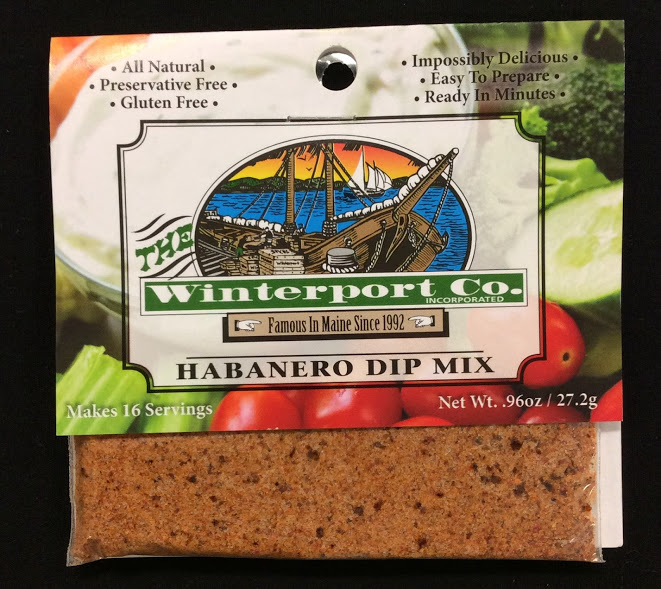 • All Natural •
• Preservative Free •
• Gluten Free •
• Impossibly Delicious •
• Easy To Prepare •
• Ready In Minutes •
THE
Winterport Co.
INCORPORATED
Famous In Maine Since 1992
HABANERO DIP MIX
Makes 16 Servings
Net Wt. .96oz / 27.2g